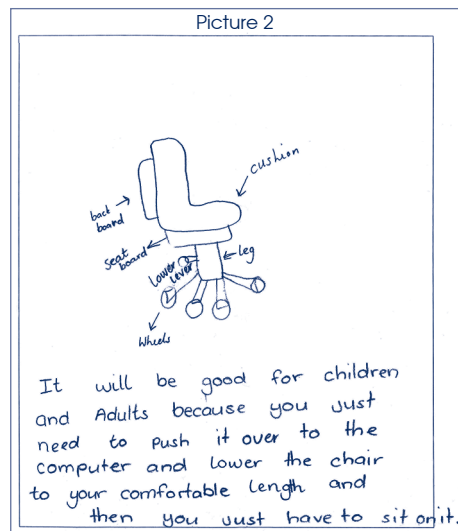 Picture 2
cushion
back
board
seat
board
leg
lower
lever
wheels
It will be good for children
and Adults because you just
need to push it over to the
computer and lower the chair
to your comfortable length and
then you just have to sit on it.